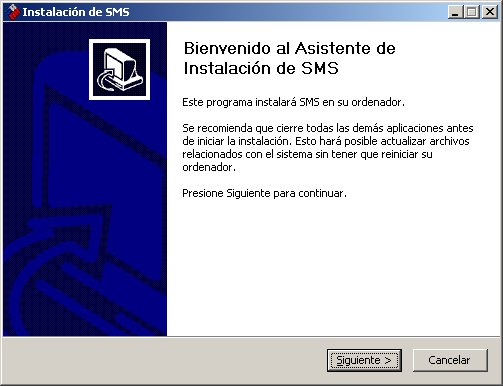 Instalación de SMS
Bienvenido al Asistente de
Instalación de SMS
Este programa instalará SMS en su ordenador.
Se recomienda que cierre todas las demás aplicaciones antes
de iniciar la instalación. Esto hará posible actualizar archivos
relacionados con el sistema sin tener que reiniciar su
ordenador.
Presione Siguiente para continuar.
Siguiente >
Cancelar